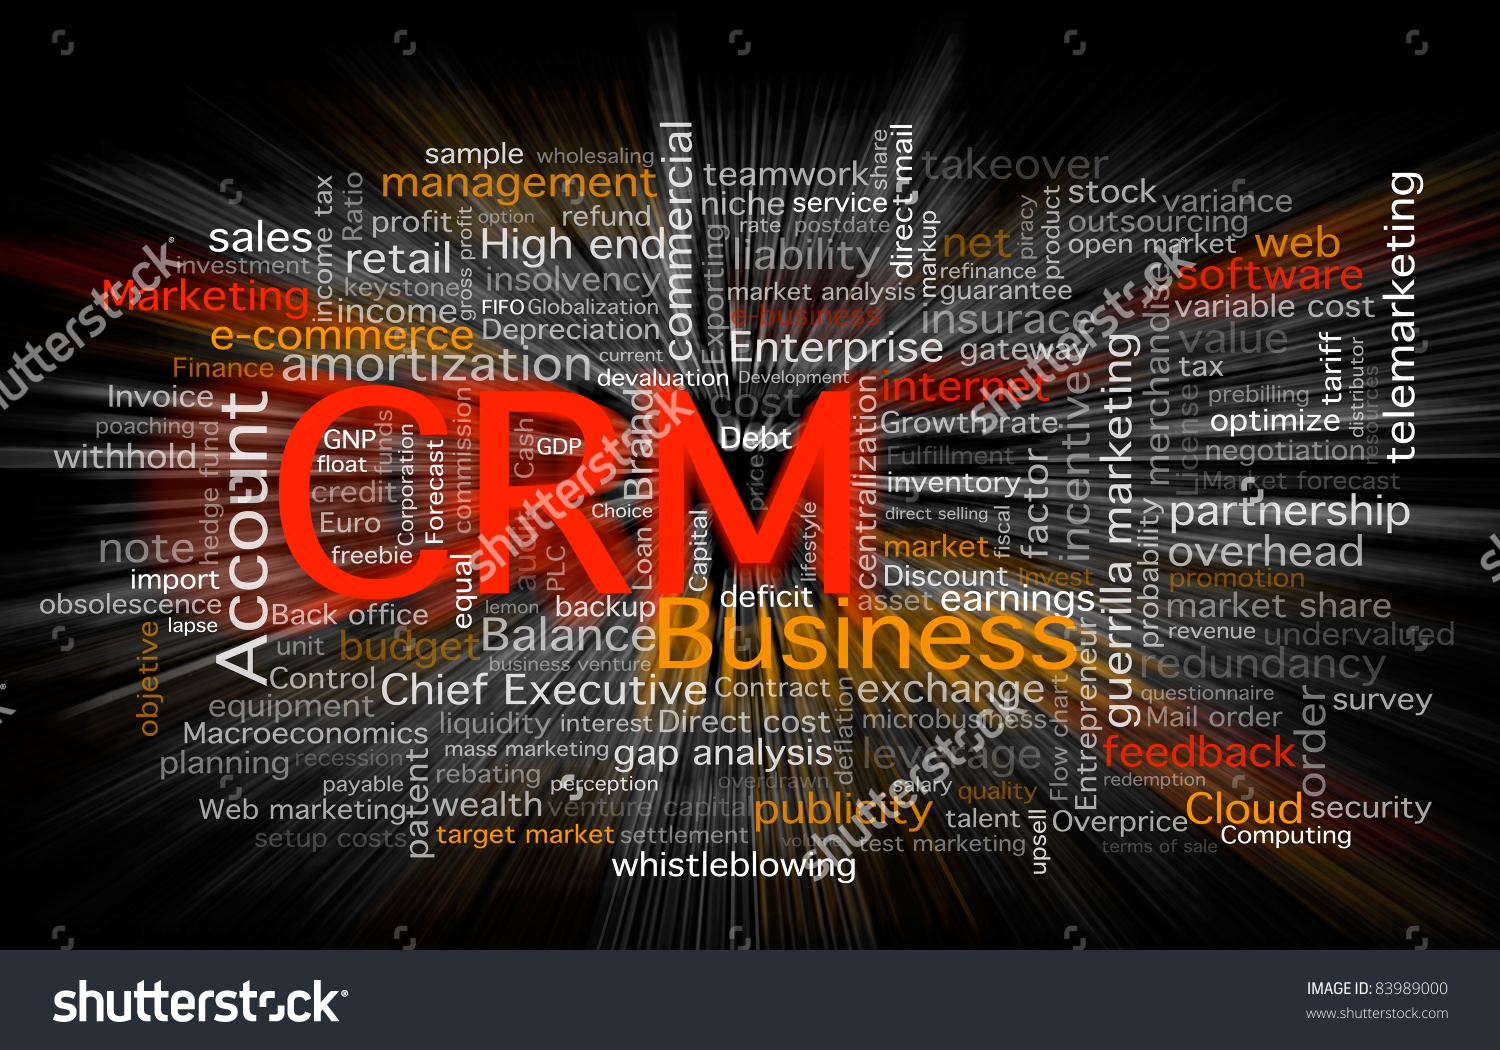 sample wholesaling
management
commercial
teamwork
share
direct mail
takeover
income tax
Ratio
profit
gross profit
option
refund
niche service
rate postdate
markup
piracy
product
stock
variance
outsourcing
open market
web
telemarketing
sales
retail
High end
exporting
liability
net
refinance
software
investment
keystone
insolvency
market analysis
guarantee
Marketing
income
FIFO Globalization
e-business
insurace
merchandise
variable cost
e-commerce
Depreciation
Enterprise
gateway
value
tariff
distributor
resources
Finance
amortization
current
devaluation
Development
internet
incentive
guerrilla marketing
tax
prebilling
Invoice
Account
CRM
cost
Growth rate
License
optimize
poaching
hedge fund
funds
GNP
Corporation
Forecast
commission
Cash
GDP
Brand
Debt
centralization
Fulfillment
negotiation
withhold
float
credit
price
inventory
factor
Market forecast
Euro
Choice
direct selling
fiscal
partnership
note
freebie
equal
audit
PLC
Loan
Capital
lifestyle
market
probability
overhead
import
Discount
Invest
promotion
obsolescence
Back office
lemon
backup
deficit
asset
earnings
market share
lapse
objetive
unit
budget
Balance
Business
Entrepreneur
revenue
undervalued
business venture
redundancy
Control
Chief Executive
Contract
exchange
Flow chart
questionnaire
order
survey
equipment
liquidity
interest
Direct cost
deflation
microbusiness
Mail order
Macroeconomics
patent
mass marketing
gap analysis
leverage
feedback
planning
recession
rebating
perception
overdrawn
salary
quality
redemption
payable
Web marketing
wealth
venture capital
publicity
talent
upsell
Overprice
Cloud
security
setup costs
target market
settlement
volume
test marketing
terms of sale
Computing
whistleblowing
shutterstock
shutterstock
shutterstock
shutterstock
shutterstock
IMAGE ID: 83989000
www.shutterstock.com